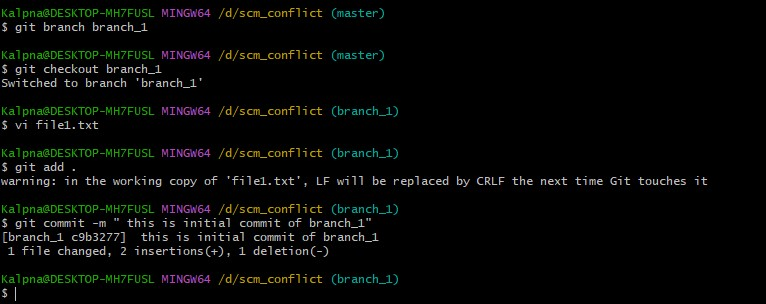 Kalpna@DESKTOP-MH7FUSL MINGW64 /d/scm_conflict (master)
$ git branch branch_1
Kalpna@DESKTOP-MH7FUSL MINGW64 /d/scm_conflict (master)
$ git checkout branch_1
Switched to branch 'branch_1'
Kalpna@DESKTOP-MH7FUSL MINGW64 /d/scm_conflict (branch_1)
$ vi file1.txt
Kalpna@DESKTOP-MH7FUSL MINGW64 /d/scm_conflict (branch_1)
$ git add .
warning: in the working copy of 'file1.txt', LF will be replaced by CRLF the next time Git touches it
Kalpna@DESKTOP-MH7FUSL MINGW64 /d/scm_conflict (branch_1)
$ git commit -m " this is initial commit of branch_1"
[branch_1 c9b3277]  this is initial commit of branch_1
 1 file changed, 2 insertions(+), 1 deletion(-)
Kalpna@DESKTOP-MH7FUSL MINGW64 /d/scm_conflict (branch_1)
$